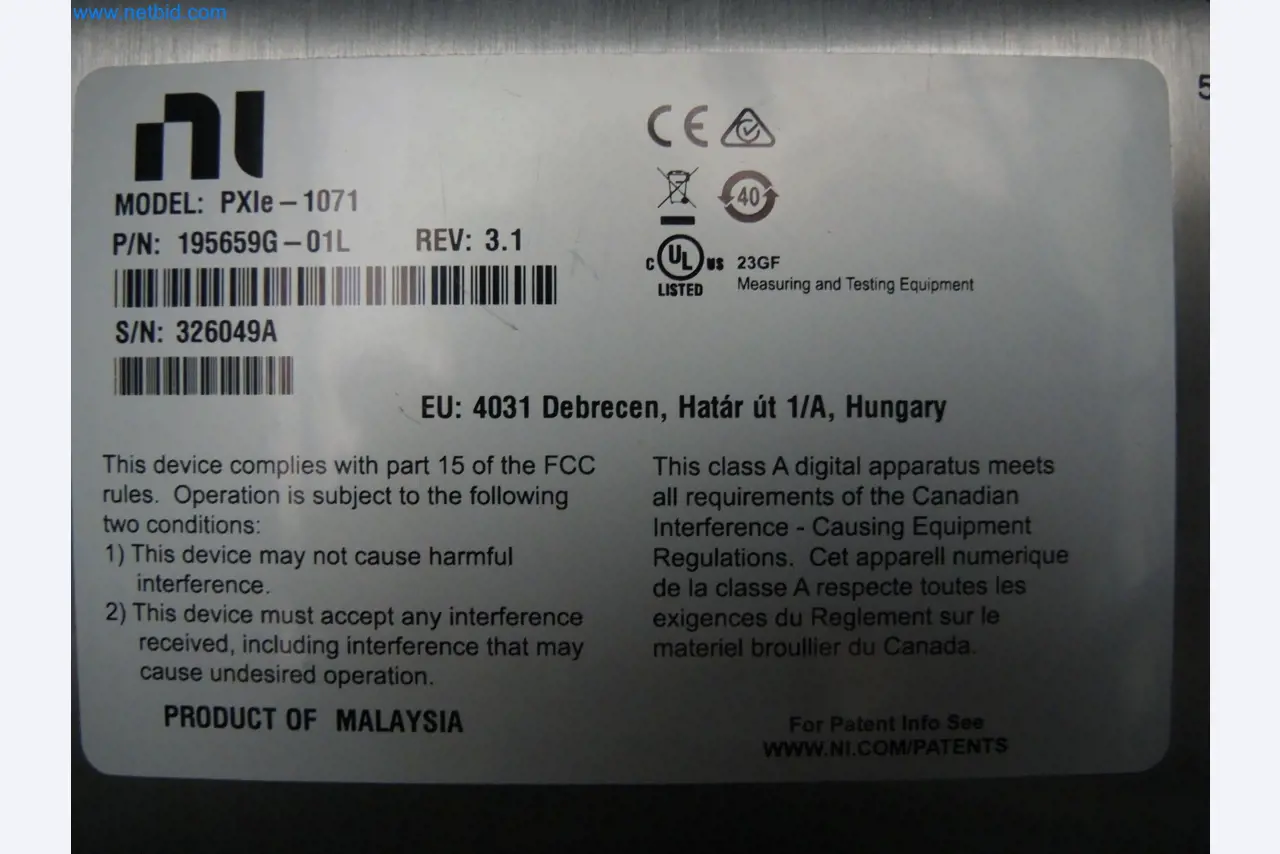 www.netbid.com
5
ni
MODEL: PXIe-1071
P/N: 195659G-01L REV: 3.1
S/N: 326049A
CE
40
C UL US
LISTED
23GF
Measuring and Testing Equipment
EU: 4031 Debrecen, Határ út 1/A, Hungary
This device complies with part 15 of the FCC
rules. Operation is subject to the following
two conditions:
1) This device may not cause harmful
interference.
2) This device must accept any interference
received, including interference that may
cause undesired operation.
PRODUCT OF MALAYSIA
This class A digital apparatus meets
all requirements of the Canadian
Interference - Causing Equipment
Regulations. Cet apparell numerique
de la classe A respecte toutes les
exigences du Reglement sur le
materiel broullier du Canada.
For Patent Info See
WWW.NI.COM/PATENTS